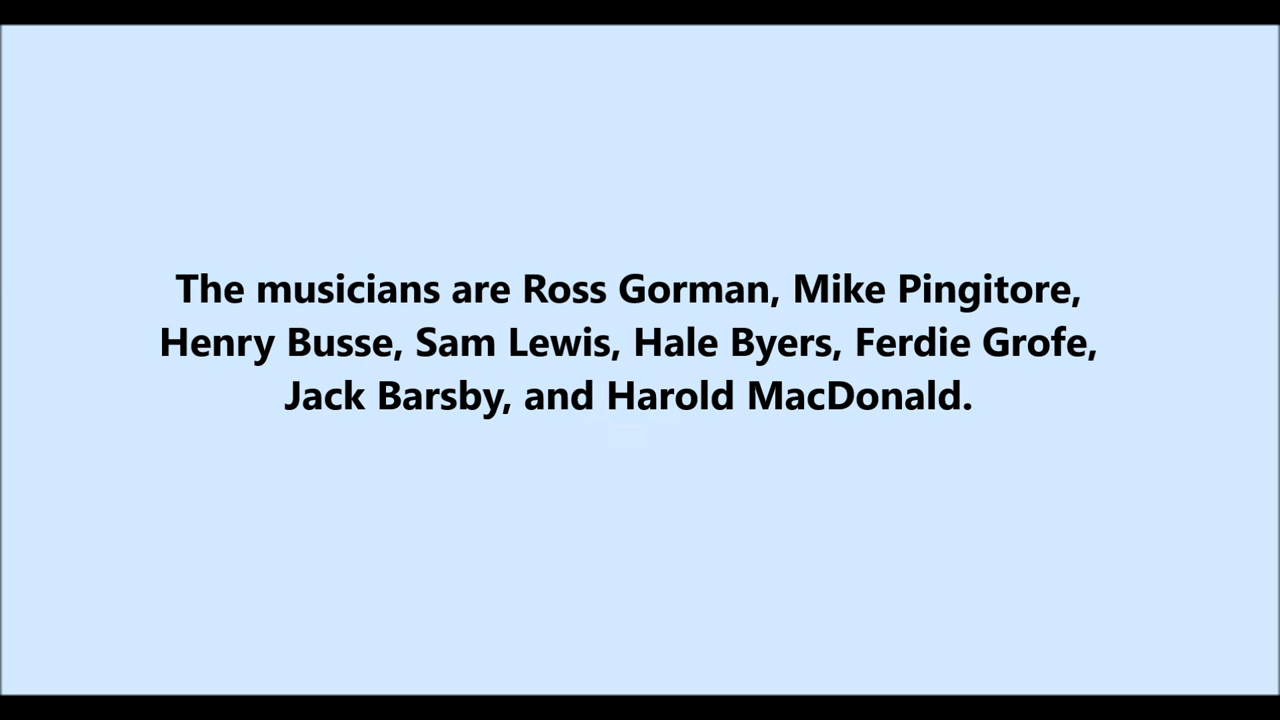 The musicians are Ross Gorman, Mike Pingitore,
Henry Busse, Sam Lewis, Hale Byers, Ferdie Grofe,
Jack Barsby, and Harold MacDonald.